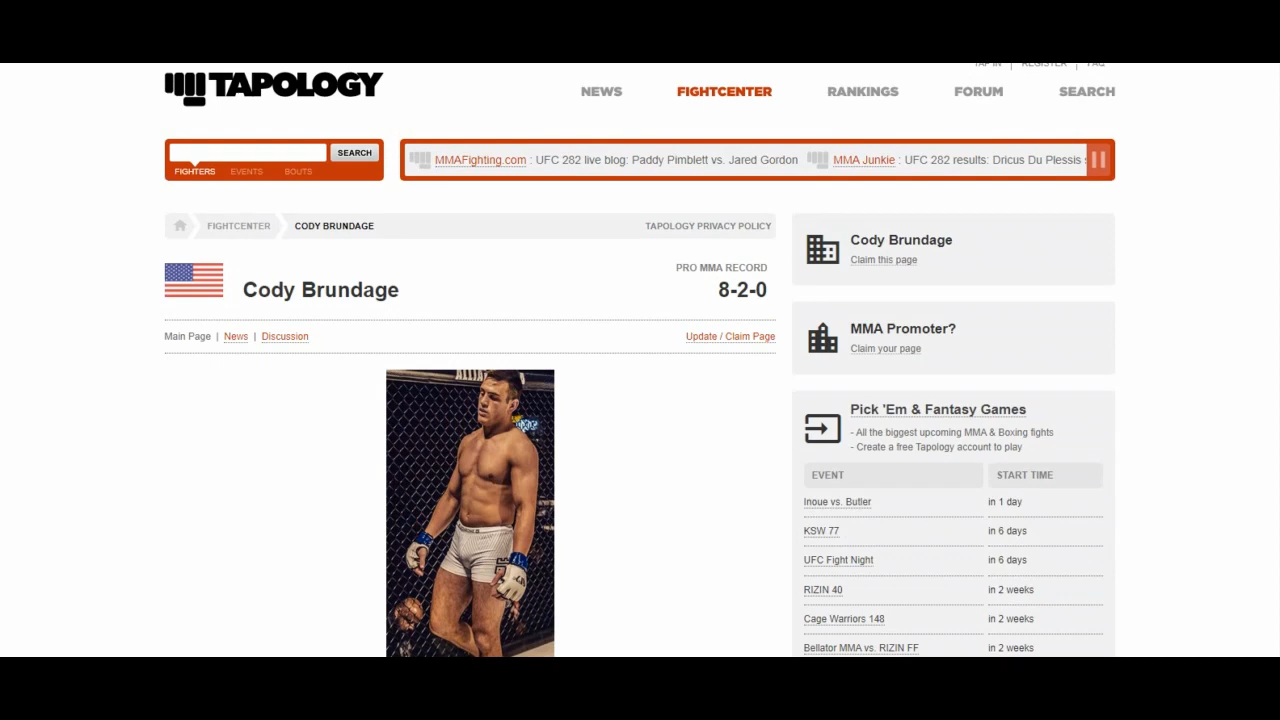 TAP IN | REGISTER | FAQ
TAPOLOGY
NEWS FIGHTCENTER RANKINGS FORUM SEARCH
SEARCH
FIGHTERS EVENTS BOUTS
MMAFighting.com : UFC 282 live blog: Paddy Pimblett vs. Jared Gordon
MMA Junkie : UFC 282 results: Dricus Du Plessis
FIGHTCENTER CODY BRUNDAGE TAPOLOGY PRIVACY POLICY
Cody Brundage
PRO MMA RECORD
8-2-0
Main Page | News | Discussion Update / Claim Page
Cody Brundage
Claim this page
MMA Promoter?
Claim your page
Pick 'Em & Fantasy Games
- All the biggest upcoming MMA & Boxing fights
- Create a free Tapology account to play
EVENT START TIME
Inoue vs. Butler in 1 day
KSW 77 in 6 days
UFC Fight Night in 6 days
RIZIN 40 in 2 weeks
Cage Warriors 148 in 2 weeks
Bellator MMA vs. RIZIN FF in 2 weeks